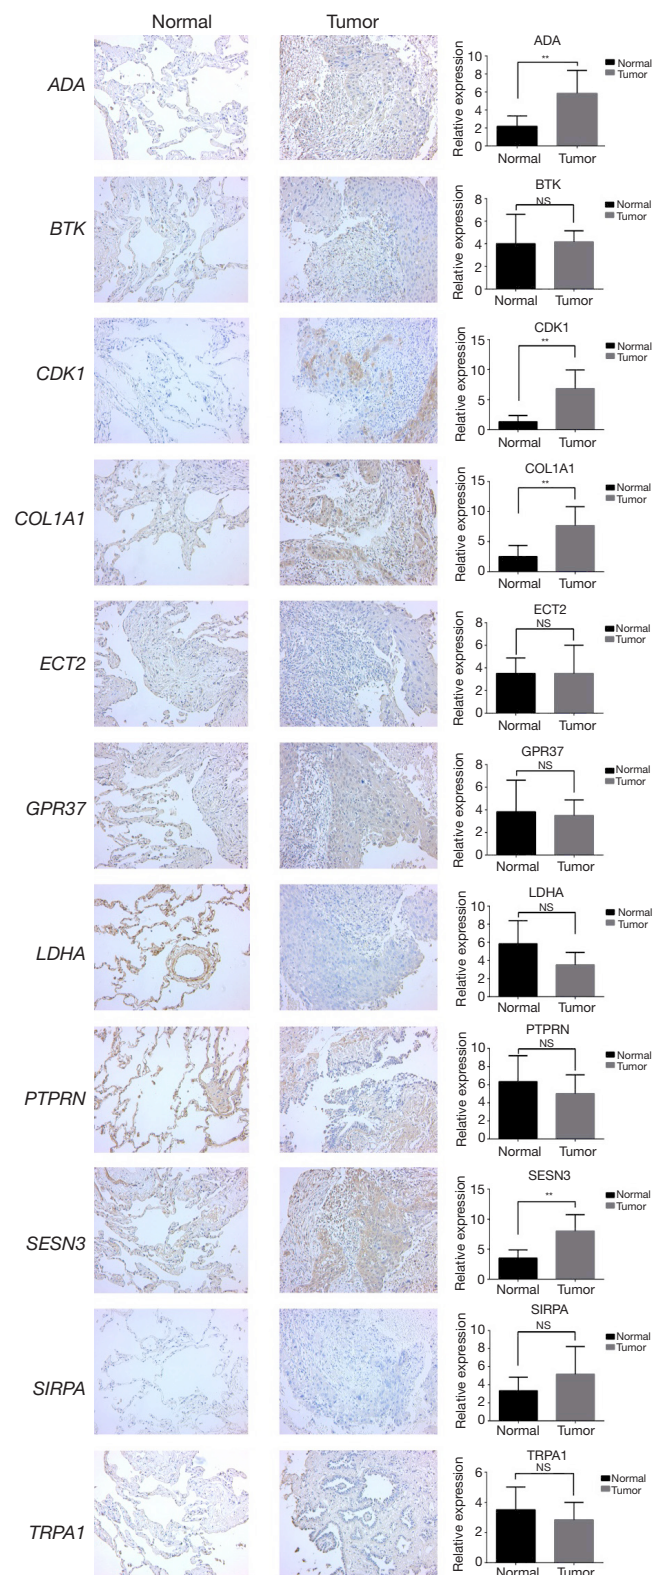 Normal Tumor
ADA
ADA
Relative expression
10
8
6
4
2
0
**
Normal
Tumor
Normal Tumor
BTK
BTK
Relative expression
8
6
4
2
0
NS
Normal
Tumor
Normal Tumor
CDK1
CDK1
Relative expression
15
10
5
0
**
Normal
Tumor
Normal Tumor
COL1A1
COL1A1
Relative expression
15
10
5
0
**
Normal
Tumor
Normal Tumor
ECT2
ECT2
Relative expression
8
6
4
2
0
NS
Normal
Tumor
Normal Tumor
GPR37
GPR37
Relative expression
8
6
4
2
0
NS
Normal
Tumor
Normal Tumor
LDHA
LDHA
Relative expression
10
8
6
4
2
0
NS
Normal
Tumor
Normal Tumor
PTPRN
PTPRN
Relative expression
10
8
6
4
2
0
NS
Normal
Tumor
Normal Tumor
SESN3
SESN3
Relative expression
15
10
5
0
**
Normal
Tumor
Normal Tumor
SIRPA
SIRPA
Relative expression
10
8
6
4
2
0
NS
Normal
Tumor
Normal Tumor
TRPA1
TRPA1
Relative expression
6
4
2
0
NS
Normal
Tumor
Normal Tumor